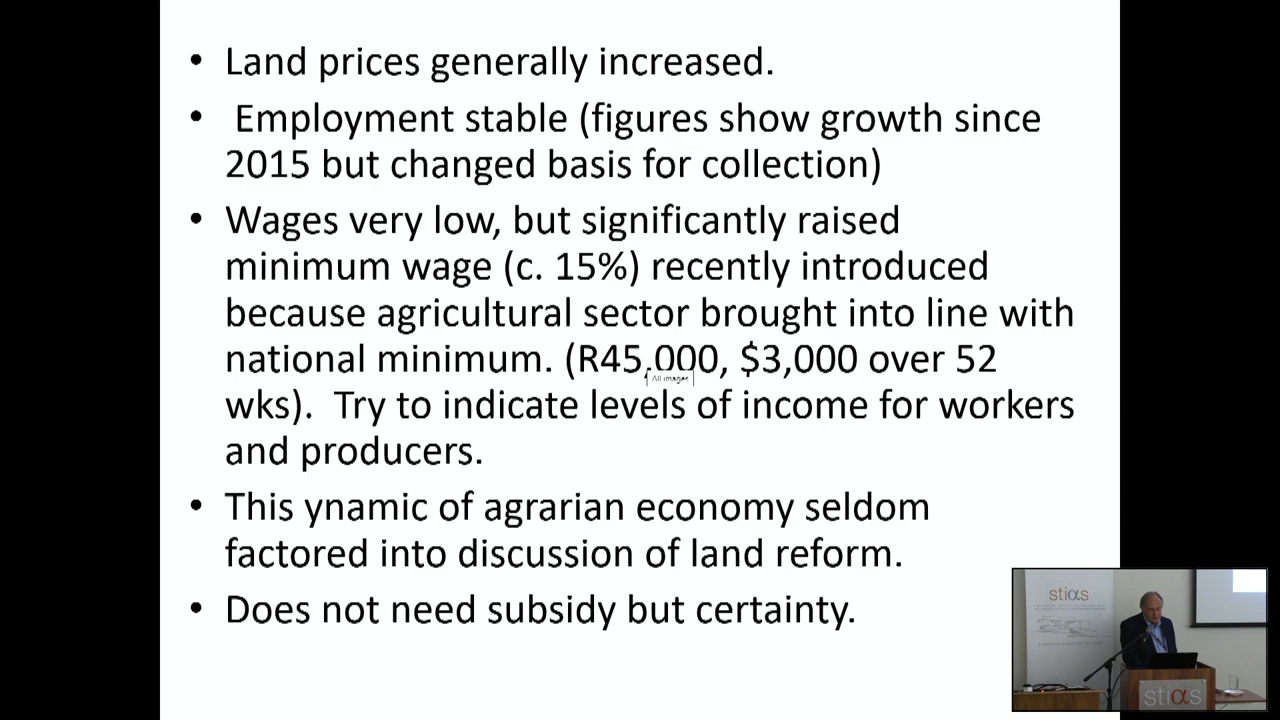 • Land prices generally increased.
• Employment stable (figures show growth since
2015 but changed basis for collection)
• Wages very low, but significantly raised
minimum wage (c. 15%) recently introduced
because agricultural sector brought into line with
national minimum. (R45,000, $3,000 over 52
All images
wks). Try to indicate levels of income for workers
and producers.
• This ynamic of agrarian economy seldom
factored into discussion of land reform.
• Does not need subsidy but certainty.
stias
stias